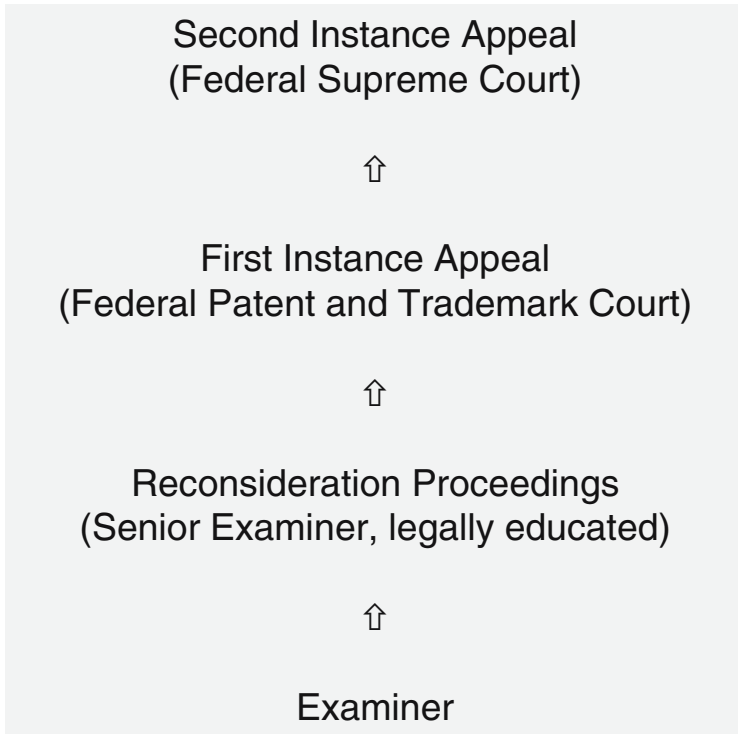 Second Instance Appeal
(Federal Supreme Court)
⇧
First Instance Appeal
(Federal Patent and Trademark Court)
⇧
Reconsideration Proceedings
(Senior Examiner, legally educated)
⇧
Examiner